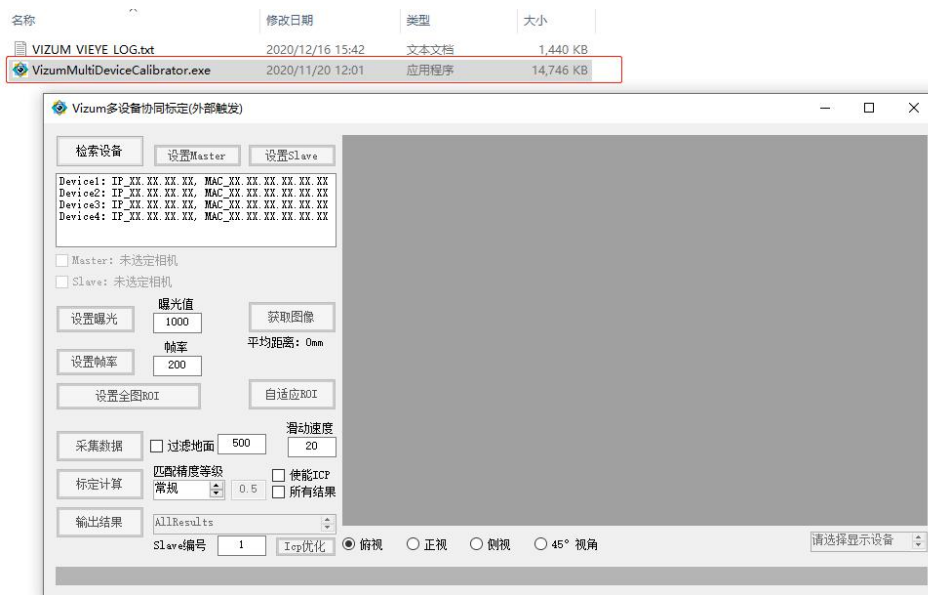 名称 修改日期 类型 大小
VIZUM_VIEYE_LOG.txt 2020/12/16 15:42 文本文档 1,440 KB
VizumMultiDeviceCalibrator.exe 2020/11/20 12:01 应用程序 14,746 KB
Vizum多设备协同标定(外部触发)
检索设备 设置Master 设置Slave
Device1: IP_XX.XX.XX.XX, MAC_XX.XX.XX.XX.XX.XX
Device2: IP_XX.XX.XX.XX, MAC_XX.XX.XX.XX.XX.XX
Device3: IP_XX.XX.XX.XX, MAC_XX.XX.XX.XX.XX.XX
Device4: IP_XX.XX.XX.XX, MAC_XX.XX.XX.XX.XX.XX
Master: 未选定相机
Slave: 未选定相机
曝光值
设置曝光 1000 获取图像
帧率 平均距离: 0mm
设置帧率 200
设置全图ROI 自适应ROI
滑动速度
采集数据 过滤地面 500 20
匹配精度等级 使能ICP
标定计算 常规 0.5 所有结果
输出结果 AllResults
Slave编号 1 Icp优化 俯视 正视 侧视 45° 视角 请选择显示设备